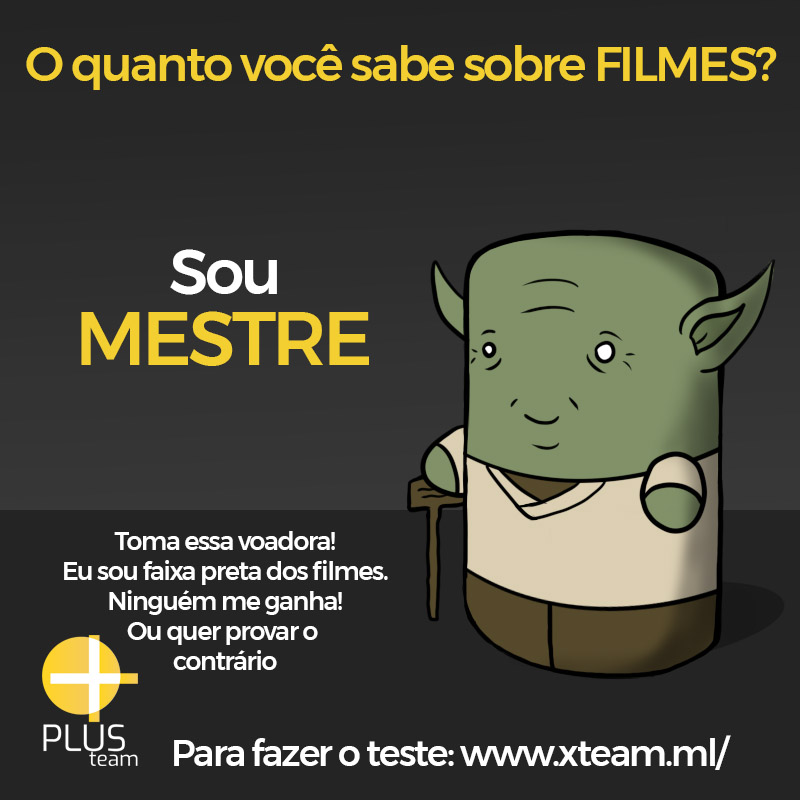 O quanto você sabe sobre FILMES?
Sou
MESTRE
Toma essa voadora!
Eu sou faixa preta dos filmes.
Ninguém me ganha!
Ou quer provar o
contrário
PLUS
team
Para fazer o teste: www.xteam.ml/